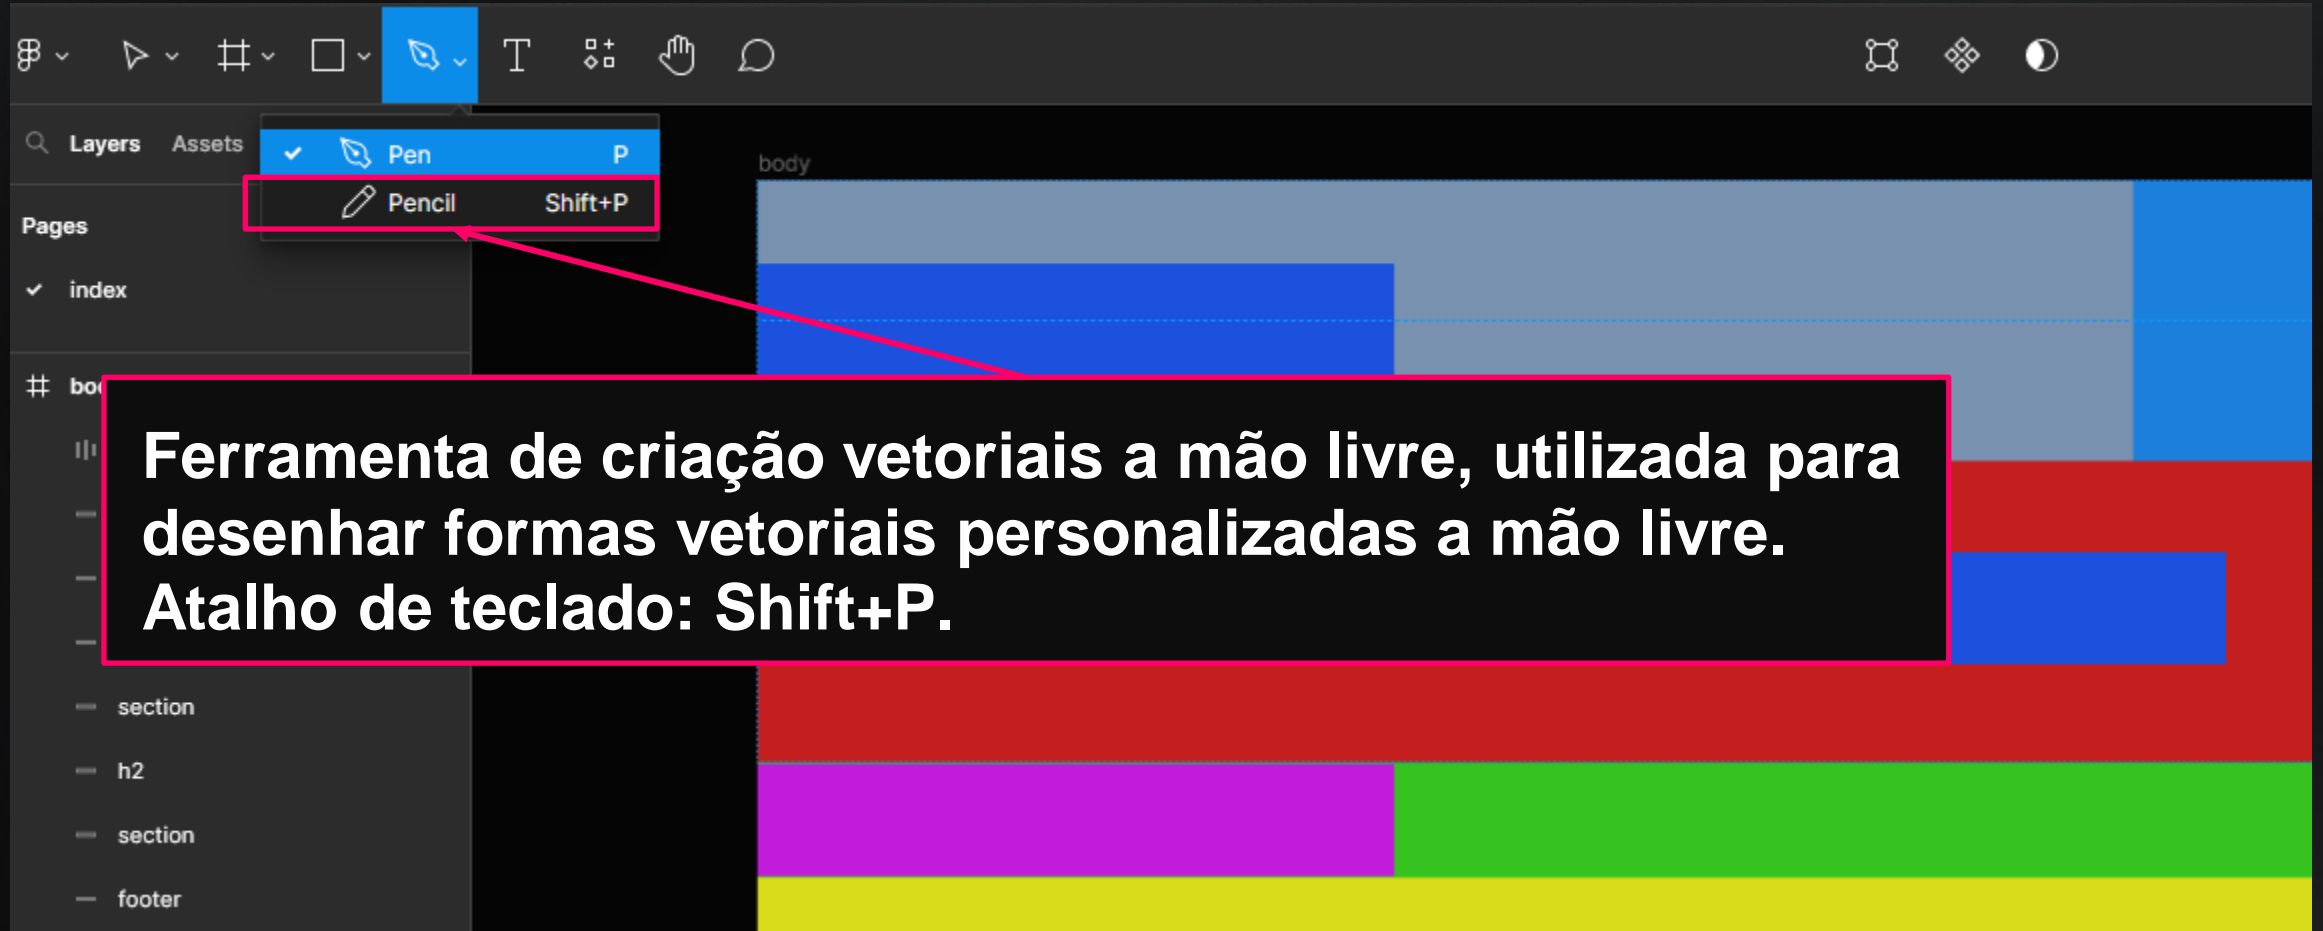 Layers Assets
Pen P
Pencil Shift+P
Pages
index
body
Ferramenta de criação vetoriais a mão livre, utilizada para
desenhar formas vetoriais personalizadas a mão livre.
Atalho de teclado: Shift+P.
section
h2
section
footer